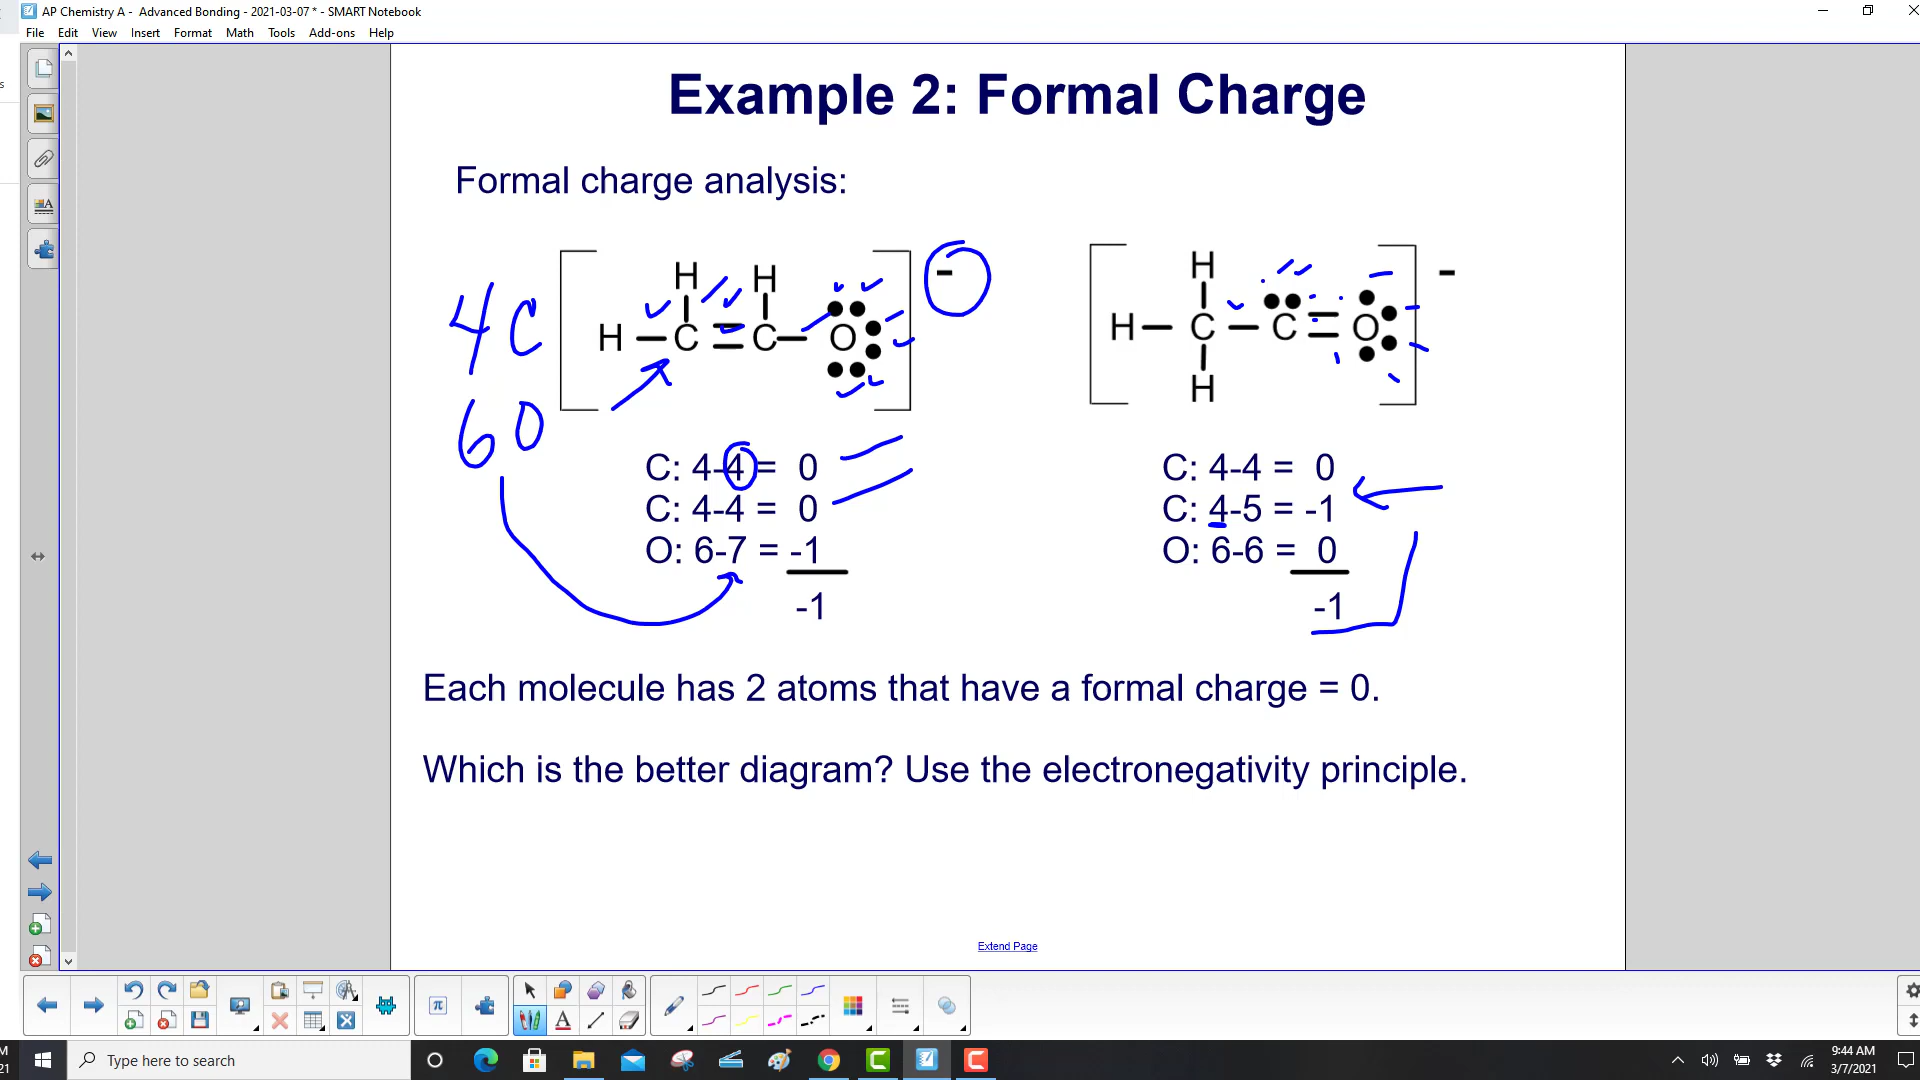 AP Chemistry A - Advanced Bonding - 2021-03-07 * - SMART Notebook
File Edit View Insert Format Math Tools Add-ons Help
Example 2: Formal Charge
Formal charge analysis:
4 C
6 O
H H
H C C O -
H
H C C O -
H
C: 4-4 = 0
C: 4-4 = 0
O: 6-7 = -1
-1
C: 4-4 = 0
C: 4-5 = -1
O: 6-6 = 0
-1
Each molecule has 2 atoms that have a formal charge = 0.
Which is the better diagram? Use the electronegativity principle.
Extend Page
Type here to search
9:44 AM
3/7/2021